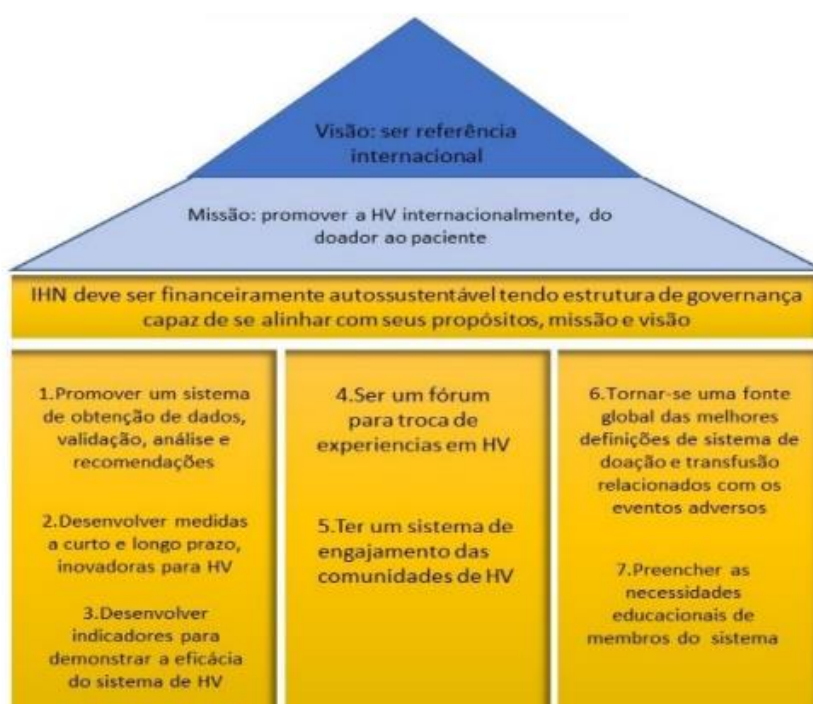 Visão: ser referência
internacional
Missão: promover a HV internacionalmente, do
doador ao paciente
IHN deve ser financeiramente autossustentável tendo estrutura de governança
capaz de se alinhar com seus propósitos, missão e visão
1.Promover um sistema
de obtenção de dados,
validação, análise e
recomendações
2.Desenvolver medidas
a curto e longo prazo,
inovadoras para HV
3.Desenvolver
indicadores para
demonstrar a eficácia
do sistema de HV
4.Ser um fórum
para troca de
experiencias em HV
5.Ter um sistema de
engajamento das
comunidades de HV
6.Tornar-se uma fonte
global das melhores
definições de sistema de
doação e transfusão
relacionados com os
eventos adversos
7.Preencher as
necessidades
educacionais de
membros do sistema